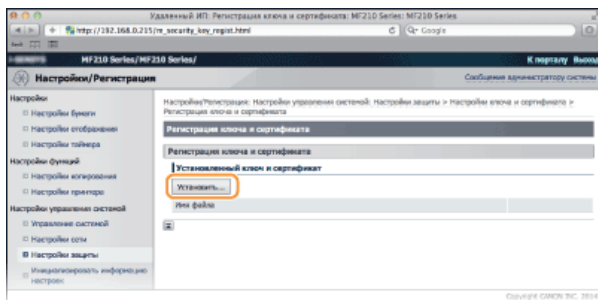 Удаленный ИП: Регистрация ключа и сертификата: MF210 Series: MF210 Series
http://192.168.0.215/m_security_key_regist.html
Google
MF210 Series/MF210 Series/
К порталу
Настройки/Регистрация
Сообщение администратору системы
Настройки
Настройки бумаги
Настройки отображения
Настройки таймера
Настройки функций
Настройки копирования
Настройки принтера
Настройки управления системой
Управление системой
Настройки сети
Настройки защиты
Инициализировать информацию настроек
Настройки/Регистрация: Настройки управления системой: Настройки защиты > Настройки ключа и сертификата >
Регистрация ключа и сертификата
Регистрация ключа и сертификата
Регистрация ключа и сертификата
Установленный ключ и сертификат
Установить...
Имя файла
Copyright CANON INC. 2014